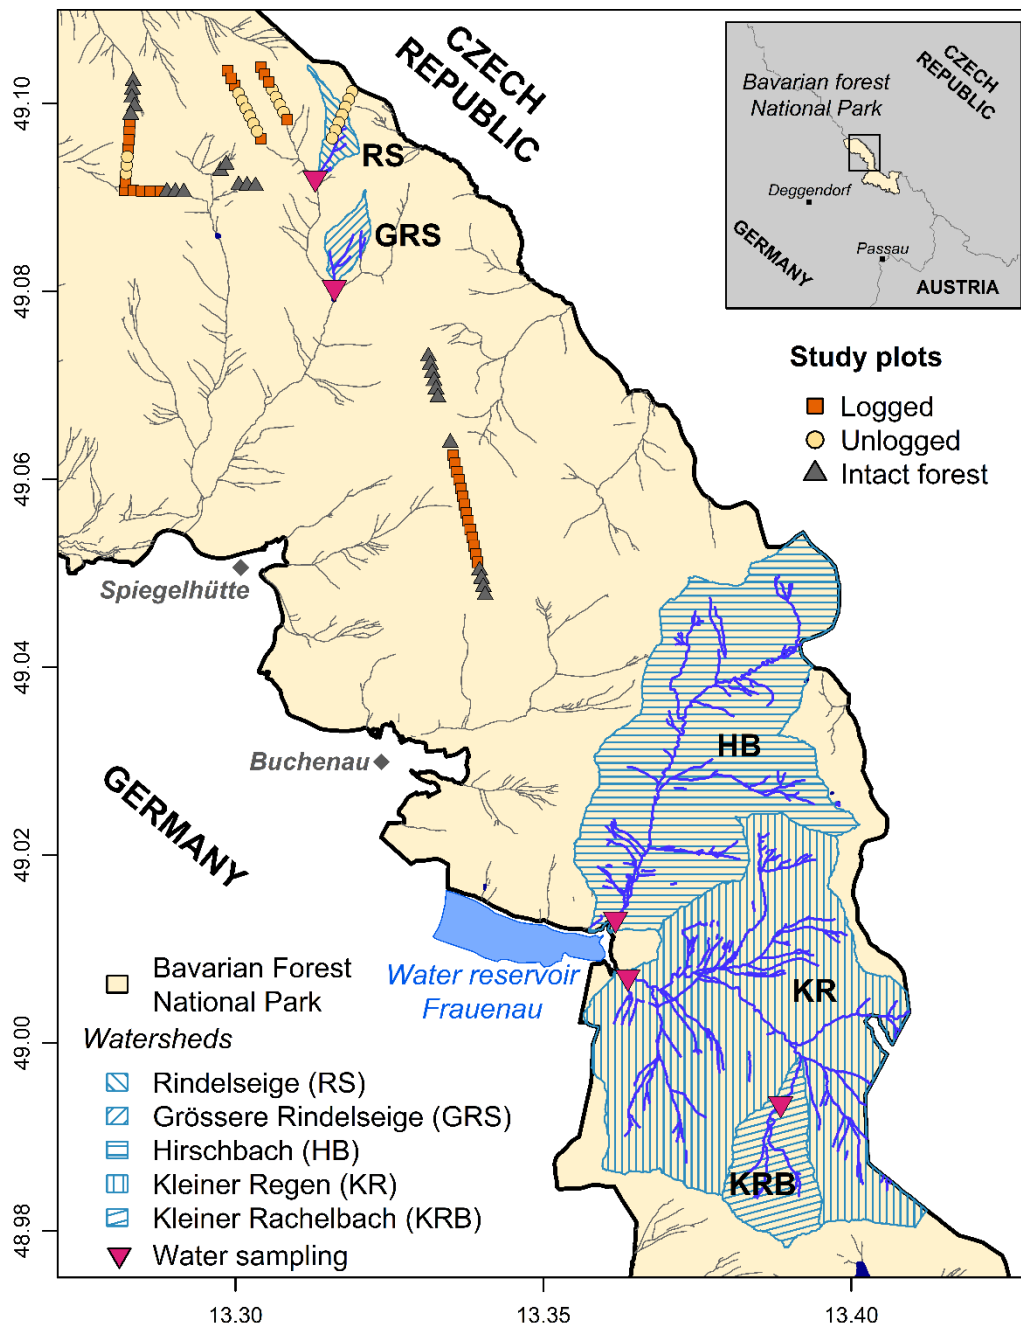 CZECH
REPUBLIC
Bavarian forest
National Park
CZECH
REPUBLIC
Deggendorf
GERMANY
Passau
AUSTRIA
RS
GRS
Study plots
Logged
Unlogged
Intact forest
Spiegelhütte
Buchenau
GERMANY
HB
Water reservoir
Frauenau
KR
KRB
Bavarian Forest
National Park
Watersheds
Rindelseige (RS)
Grössere Rindelseige (GRS)
Hirschbach (HB)
Kleiner Regen (KR)
Kleiner Rachelbach (KRB)
Water sampling
49.10
49.08
49.06
49.04
49.02
49.00
48.98
13.30
13.35
13.40